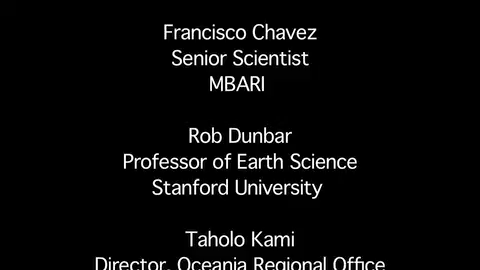 Francisco Chavez
Senior Scientist
MBARI
Rob Dunbar
Professor of Earth Science
Stanford University
Taholo Kami
Director, Oceania Regional Office